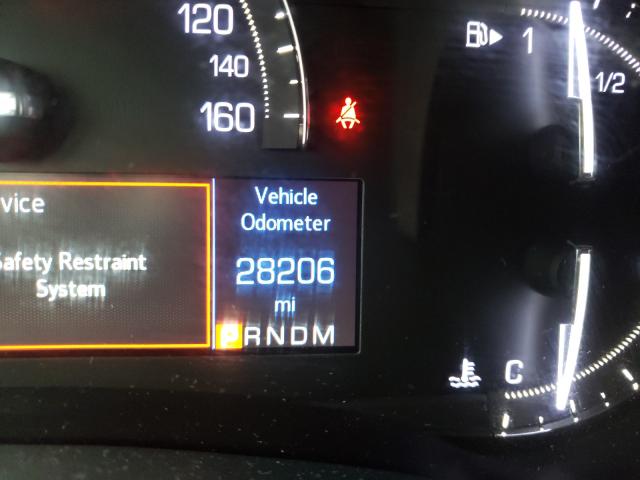 120
140
160
1
1/2
vice
Safety Restraint
System
Vehicle
Odometer
28206
mi
PRNDM
C